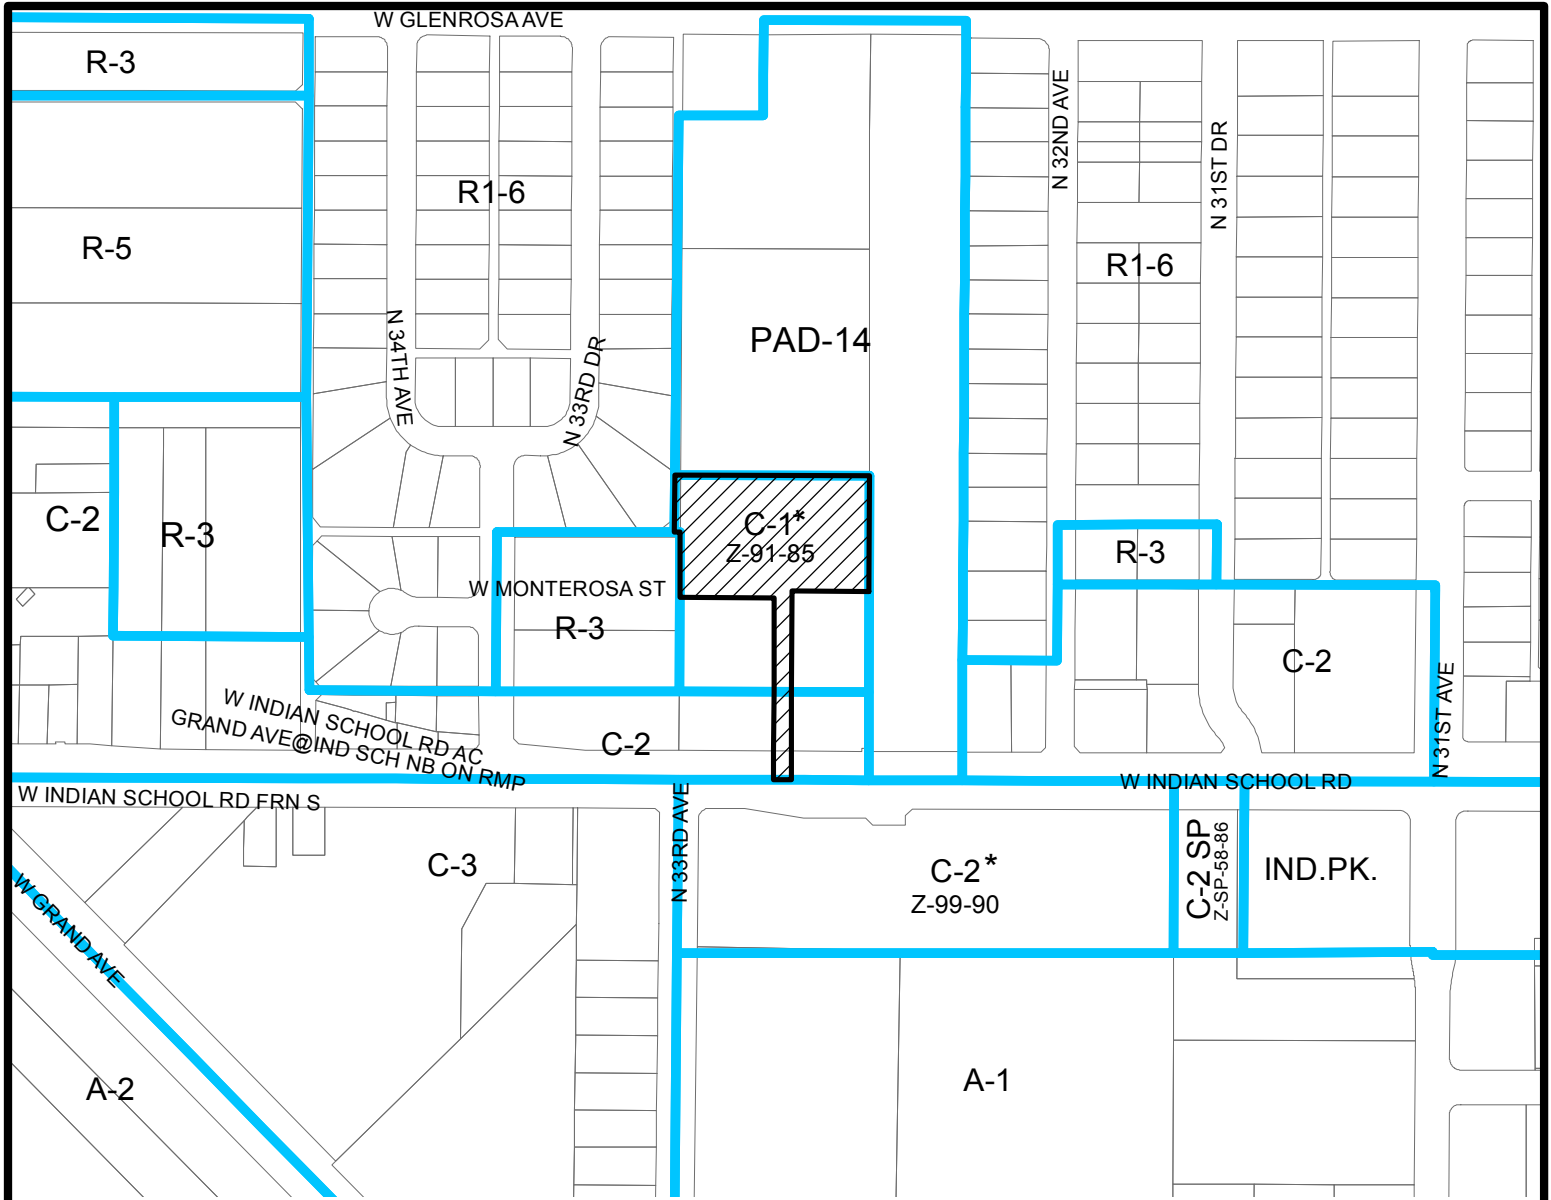 W GLENROSA AVE
R-3
N 32ND AVE
N 31ST DR
R1-6
R-5
R1-6
PAD-14
N 34TH AVE
N 33RD DR
C-2
R-3
C-1*
Z-91-85
R-3
W MONTEROSA ST
R-3
C-2
W INDIAN SCHOOL RD AC
GRAND AVE@IND SCH NB ON RMP
C-2
N 31ST AVE
W INDIAN SCHOOL RD
W INDIAN SCHOOL RD FRN S
N 33RD AVE
C-3
C-2*
Z-99-90
C-2 SP
Z-SP-58-86
IND.PK.
W GRAND AVE
A-2
A-1